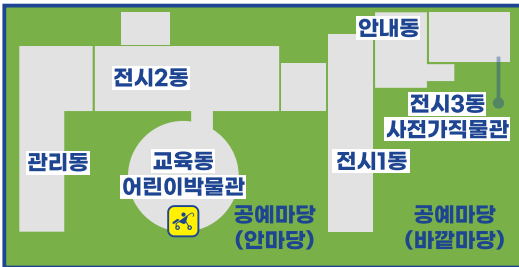 안내동
전시2동
전시3동
사전가직물관
관리동
교육동
어린이박물관
전시1동
공예마당
(안마당)
공예마당
(바깥마당)